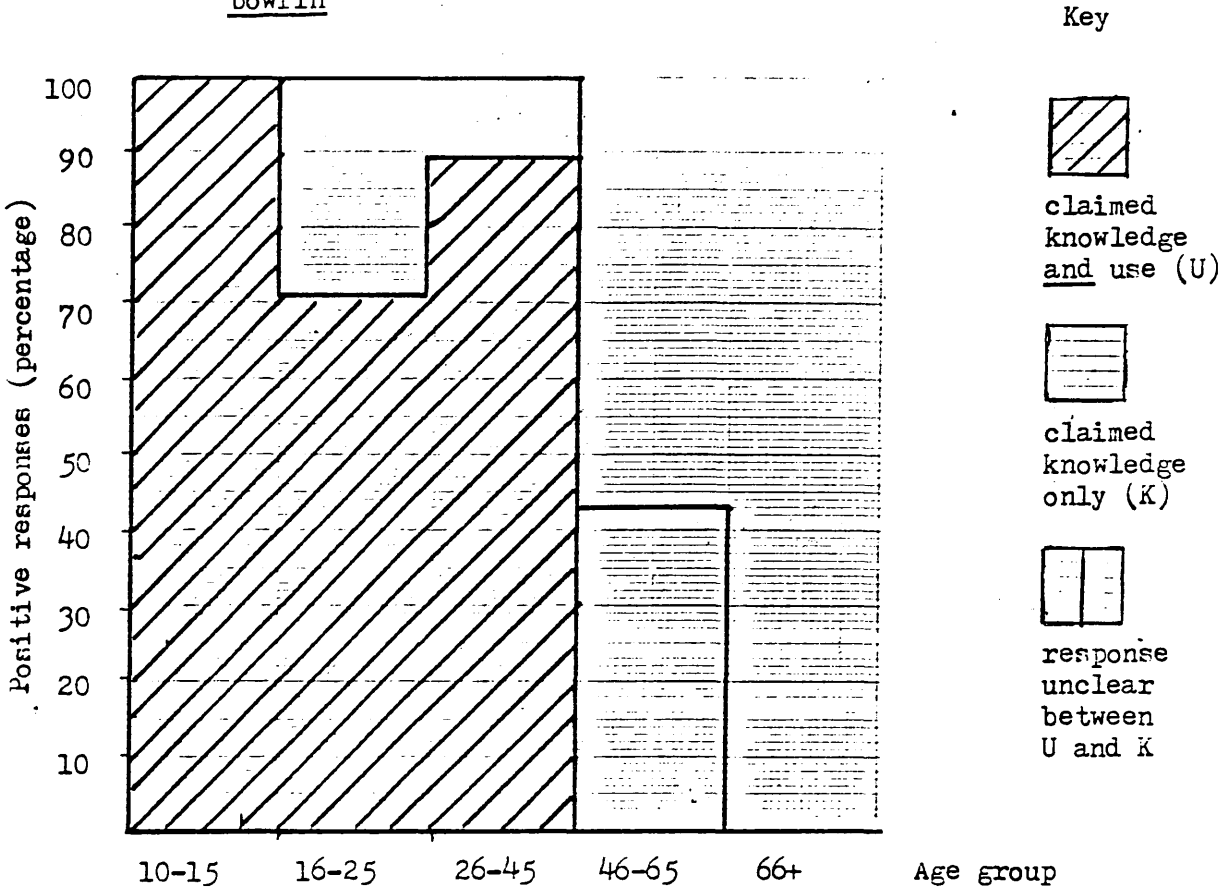 Key
100
90
80
70
60
50
40
30
20
10
Positive responses (percentage)
10-15 16-25 26-45 46-65 66+ Age group
claimed
knowledge
and use (U)
claimed
knowledge
only (K)
response
unclear
between
U and K